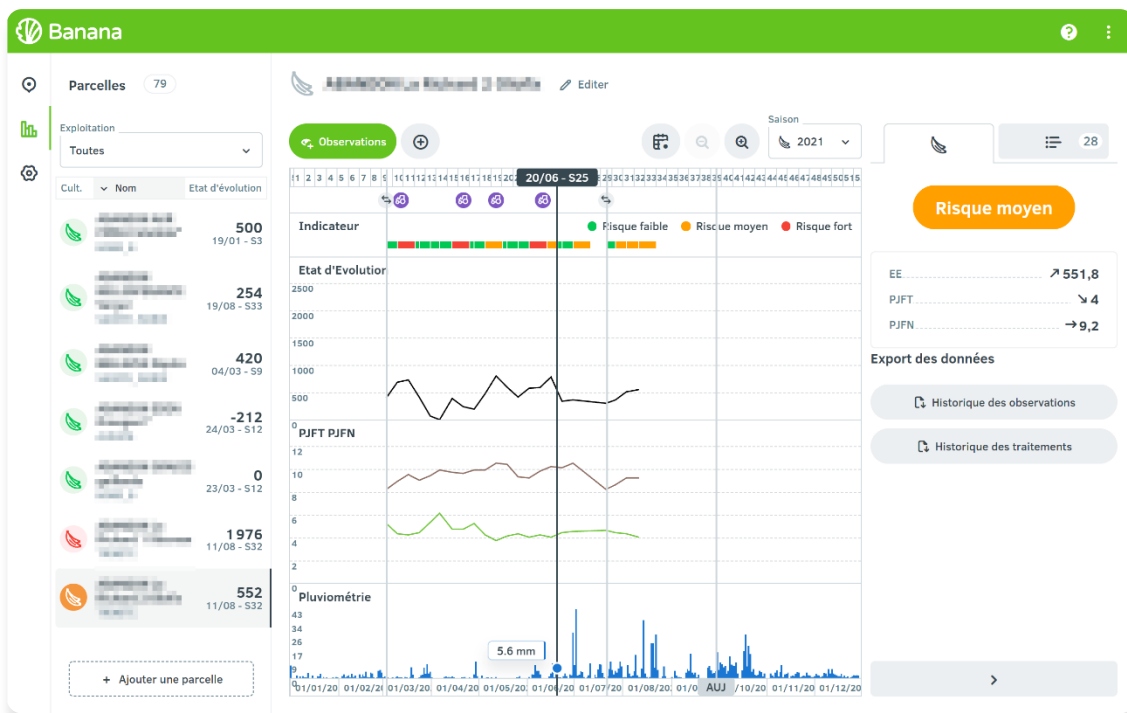 Banana
?
Parcelles 79
Exploitation
Toutes
Cult. Nom Etat d'évolution
500
19/01 - S3
254
19/08 - S33
420
04/03 - S9
-212
24/03 - S12
0
23/03 - S12
1976
11/08 - S32
552
11/08 - S32
+ Ajouter une parcelle
Editer
Observations
Saison
2021
20/06 - S25
Indicateur
Risque faible
Risque moyen
Risque fort
Etat d'Evolution
2500
2000
1500
1000
500
0
PJFT PJFN
12
10
8
6
4
2
0
Pluviométrie
43
34
26
17
9
0
5.6 mm
01/01/20 01/02/20 01/03/20 01/04/20 01/05/20 01/06/20 01/07/20 01/08/20 01/0 AUJ /10/20 01/11/20 01/12/20
28
Risque moyen
EE 551,8
PJFT 4
PJFN 9,2
Export des données
Historique des observations
Historique des traitements